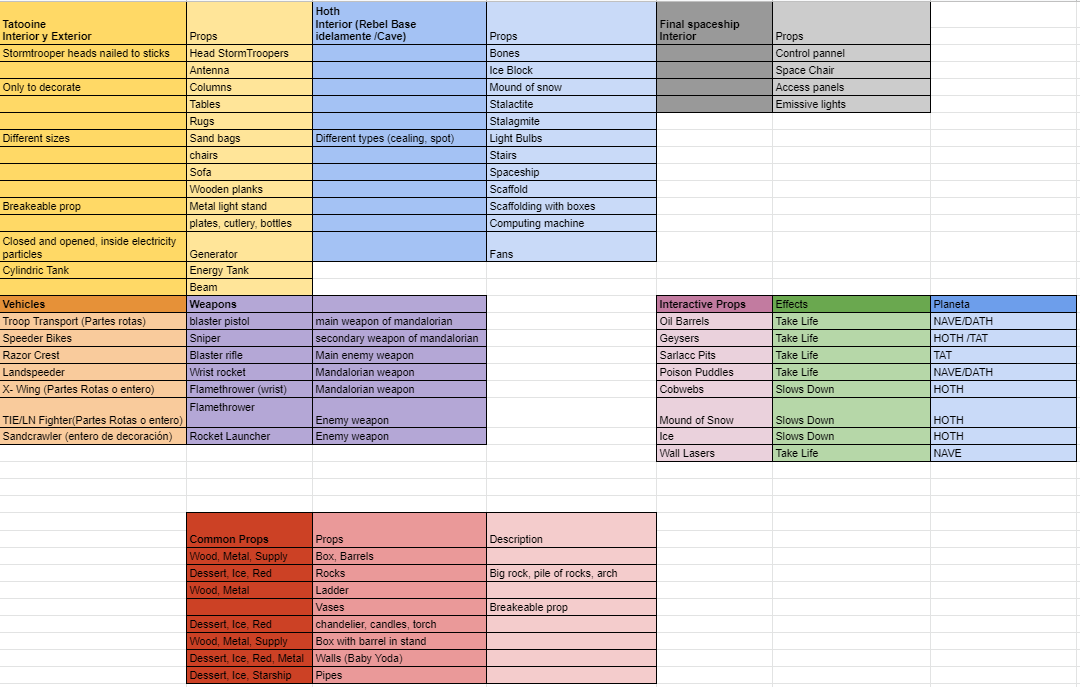 Tatooine
Interior y Exterior Props
Hoth
Interior (Rebel Base
idelamente /Cave) Props
Final spaceship
Interior Props
Stormtrooper heads nailed to sticks Head StormTroopers Bones Control pannel
Antenna Ice Block Space Chair
Only to decorate Columns Mound of snow Access panels
Tables Stalactite Emissive lights
Rugs Stalagmite
Different sizes Sand bags Different types (cealing, spot) Light Bulbs
chairs Stairs
Sofa Spaceship
Wooden planks Scaffold
Breakeable prop Metal light stand Scaffolding with boxes
plates, cutlery, bottles Computing machine
Closed and opened, inside electricity
particles Generator Fans
Cylindric Tank Energy Tank
Beam
Vehicles Weapons Interactive Props Effects Planeta
Troop Transport (Partes rotas) blaster pistol main weapon of mandalorian Oil Barrels Take Life NAVE/DATH
Speeder Bikes Sniper secondary weapon of mandalorian Geysers Take Life HOTH /TAT
Razor Crest Blaster rifle Main enemy weapon Sarlacc Pits Take Life TAT
Landspeeder Wrist rocket Mandalorian weapon Poison Puddles Take Life NAVE/DATH
X- Wing (Partes Rotas o entero) Flamethrower (wrist) Mandalorian weapon Cobwebs Slows Down HOTH
Flamethrower
TIE/LN Fighter(Partes Rotas o entero) Enemy weapon Mound of Snow Slows Down HOTH
Sandcrawler (entero de decoración) Rocket Launcher Enemy weapon Ice Slows Down HOTH
Wall Lasers Take Life NAVE
Common Props Props Description
Wood, Metal, Supply Box, Barrels
Dessert, Ice, Red Rocks Big rock, pile of rocks, arch
Wood, Metal Ladder
Vases Breakeable prop
Dessert, Ice, Red chandelier, candles, torch
Wood, Metal, Supply Box with barrel in stand
Dessert, Ice, Red, Metal Walls (Baby Yoda)
Dessert, Ice, Starship Pipes